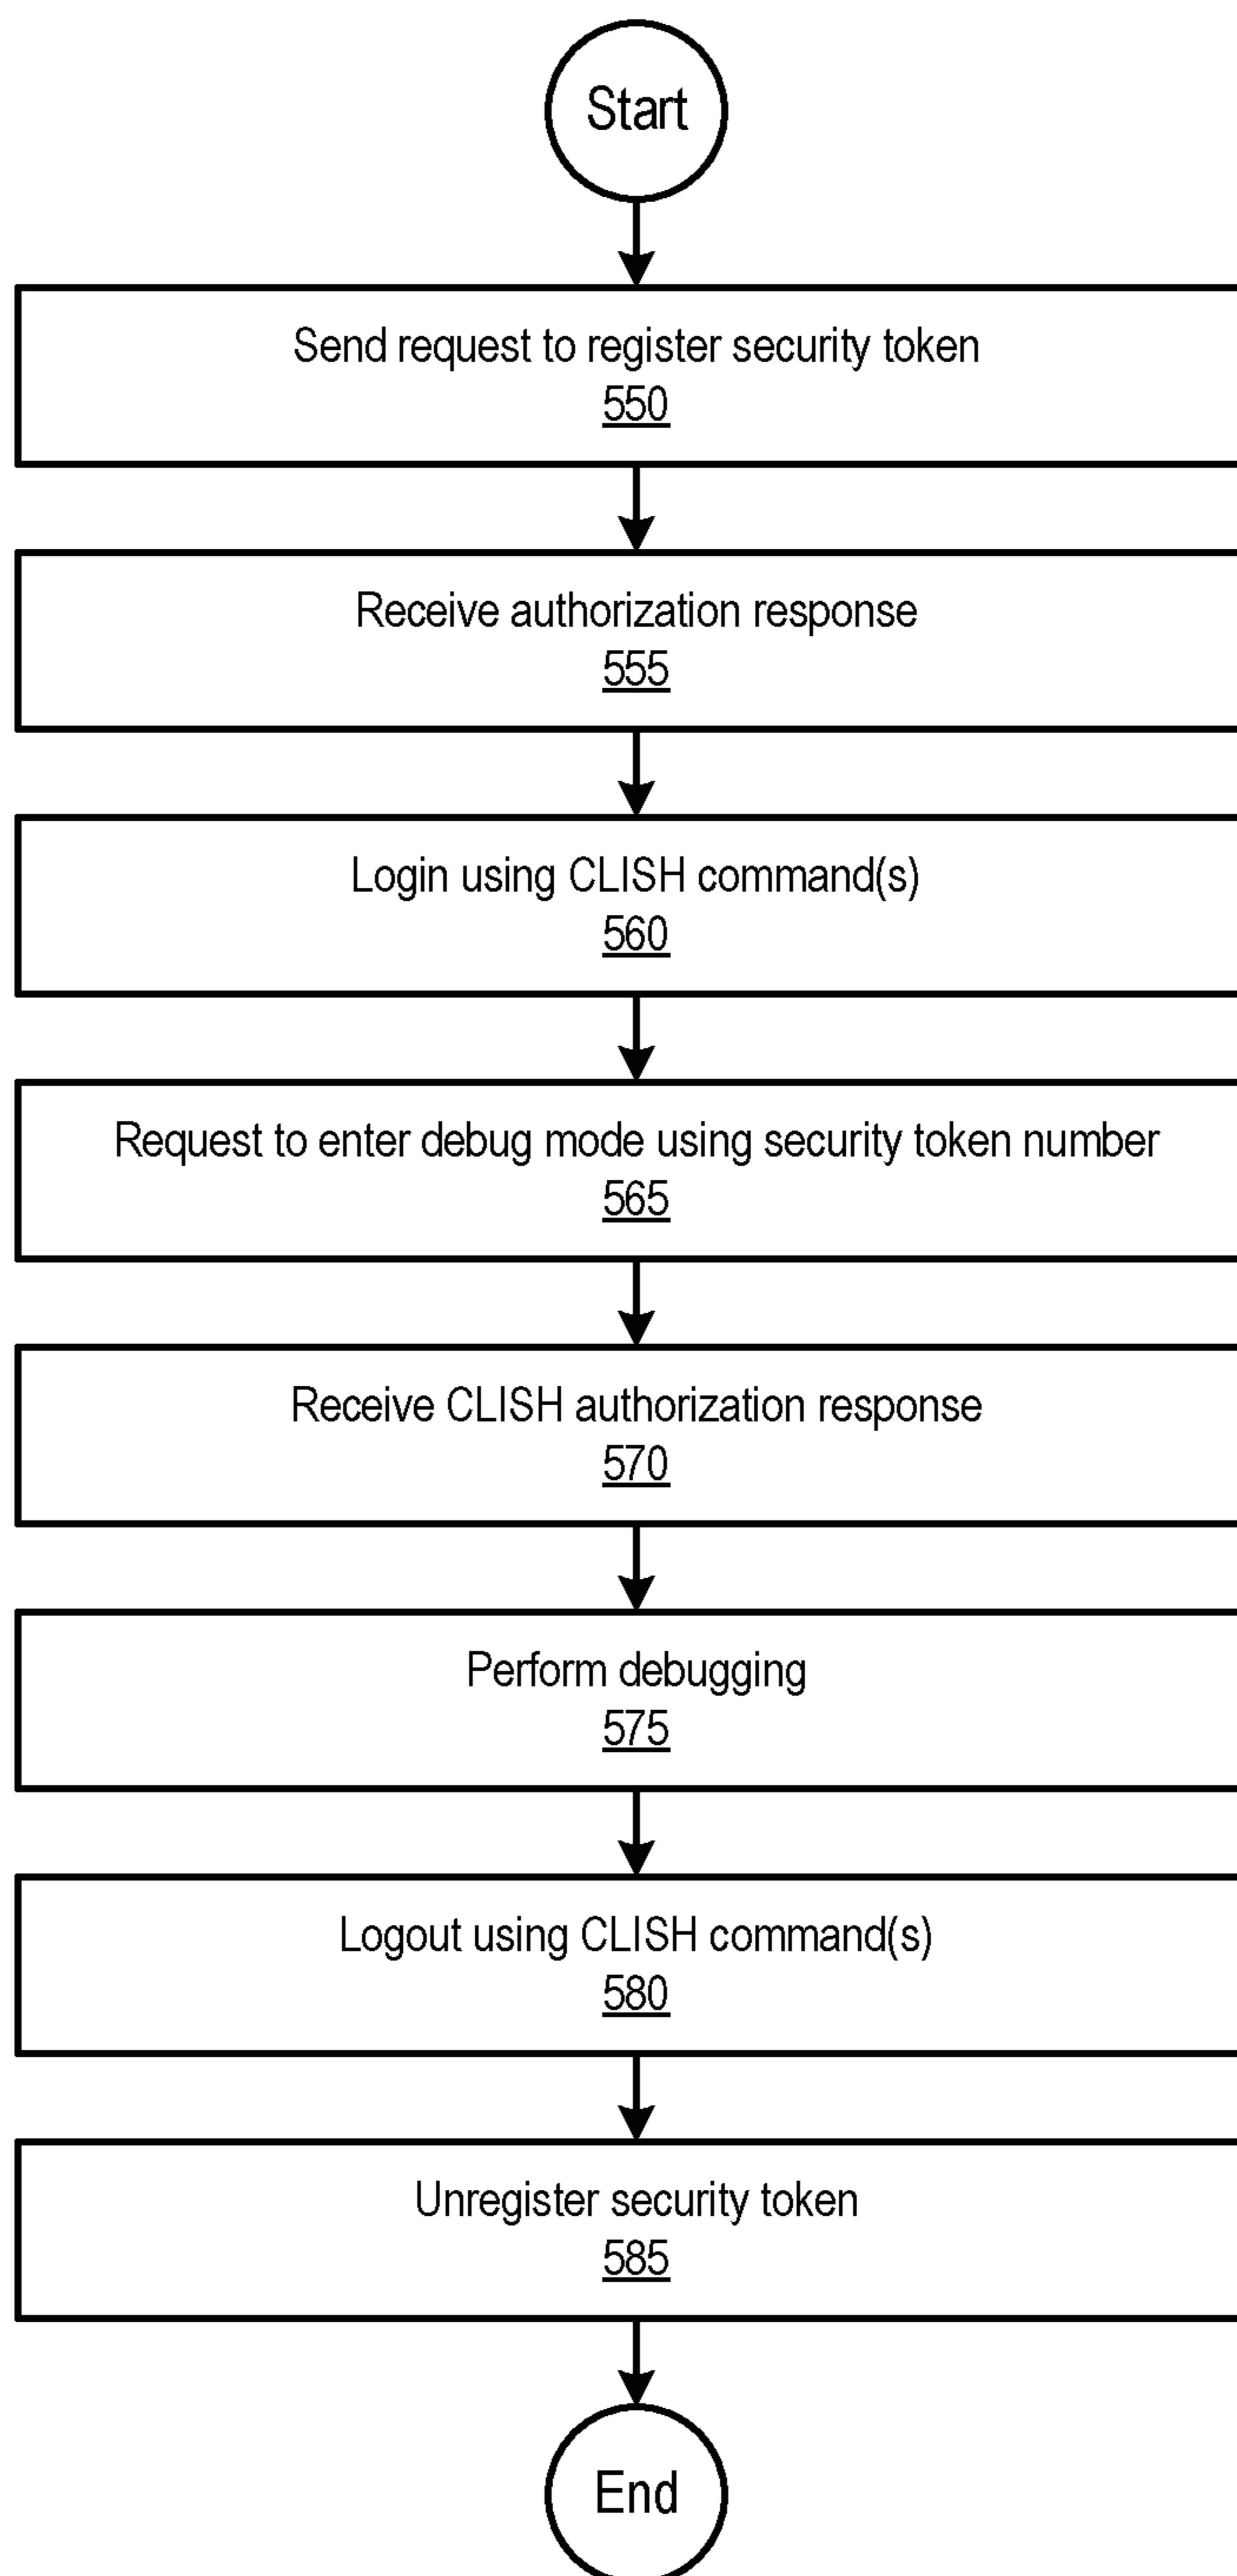 Start
Send request to register security token
550
Receive authorization response
555
Login using CLISH command(s)
560
Request to enter debug mode using security token number
565
Receive CLISH authorization response
570
Perform debugging
575
Logout using CLISH command(s)
580
Unregister security token
585
End